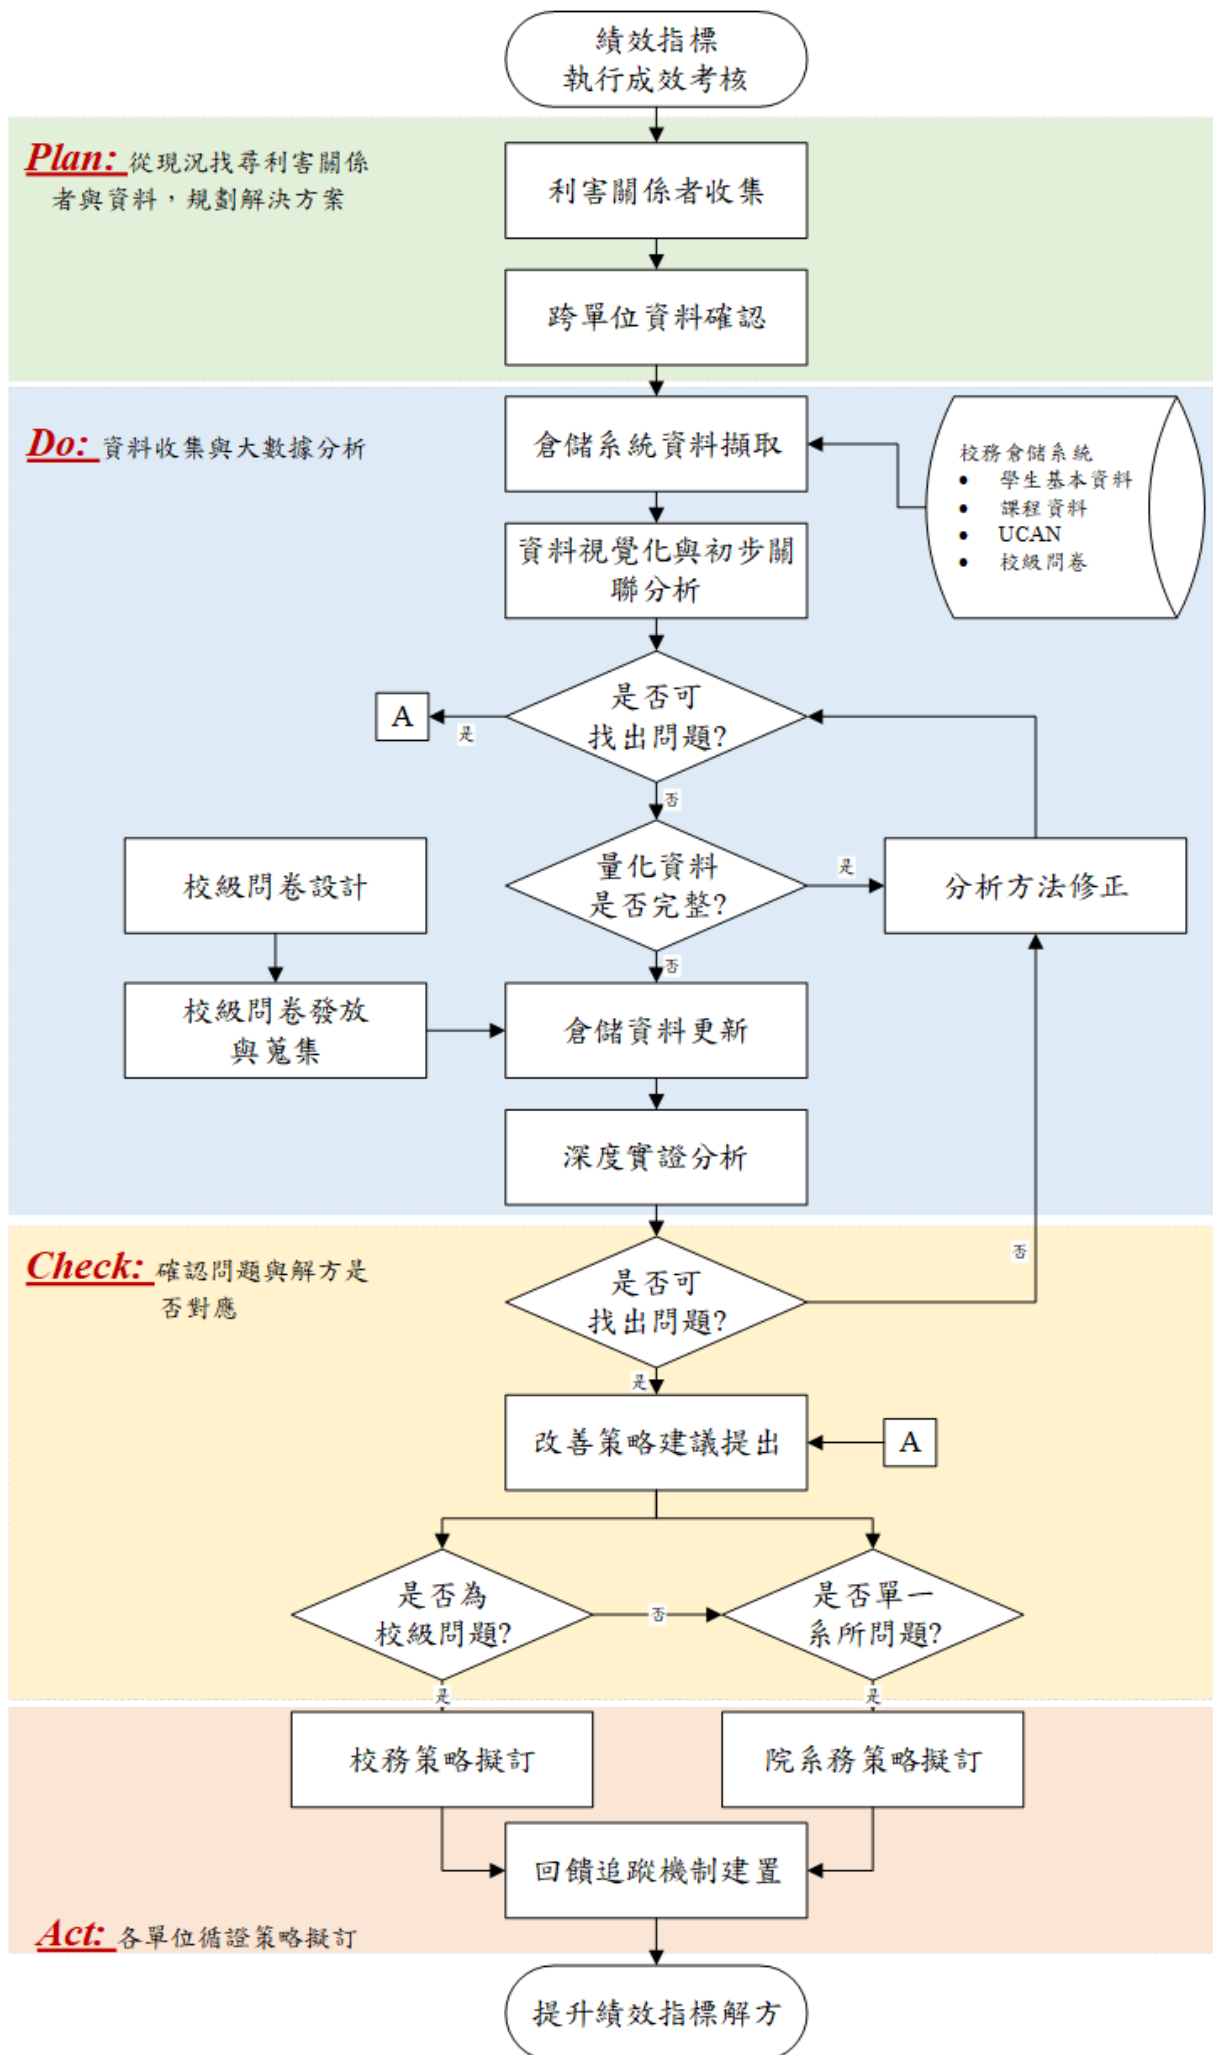 績效指標
執行成效考核
Plan: 從現況找尋利害關係
者與資料，規劃解決方案
利害關係者收集
跨單位資料確認
Do: 資料收集與大數據分析
倉儲系統資料擷取
校務倉儲系統
● 學生基本資料
● 課程資料
● UCAN
● 校級問卷
資料視覺化與初步關
聯分析
是否可
找出問題?
是
A
否
量化資料
是否完整?
是
分析方法修正
校級問卷設計
否
校級問卷發放
與蒐集
倉儲資料更新
深度實證分析
Check: 確認問題與解方是
否對應
是否可
找出問題?
否
是
改善策略建議提出
A
是否為
校級問題?
否
是否單一
系所問題?
是
是
校務策略擬訂
院系務策略擬訂
回饋追蹤機制建置
Act: 各單位循證策略擬訂
提升績效指標解方